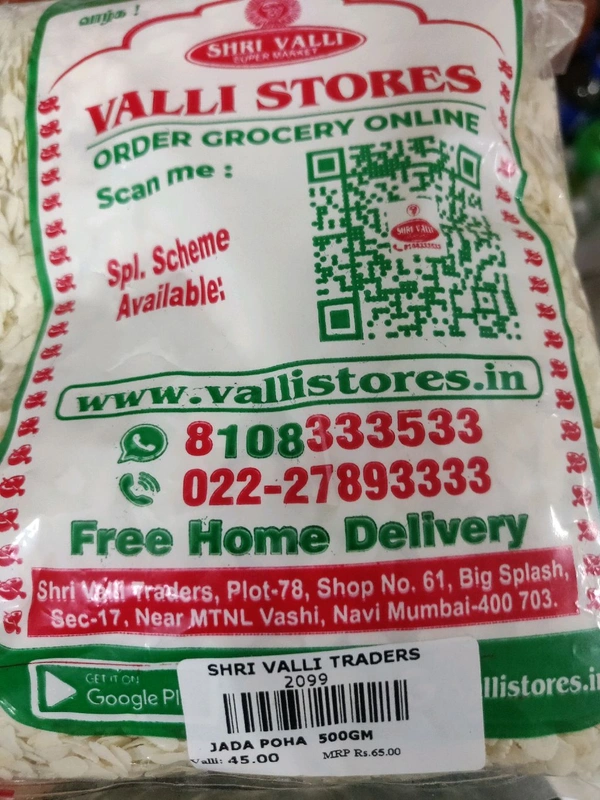 வாழ்க !
SHRI VALLI
SUPER MARKET
VALLI STORES
ORDER GROCERY ONLINE
Scan me :
SHRI VALLI
8108333533
Spl. Scheme
Available:
www.vallistores.in
8108333533
022-27893333
Free Home Delivery
Shri Valli Traders, Plot-78, Shop No. 61, Big Splash,
Sec-17, Near MTNL Vashi, Navi Mumbai-400 703.
GET IT ON
Google Pl
llistores.in
SHRI VALLI TRADERS
2099
JADA POHA 500GM
Valli: 45.00 MRP Rs.65.00